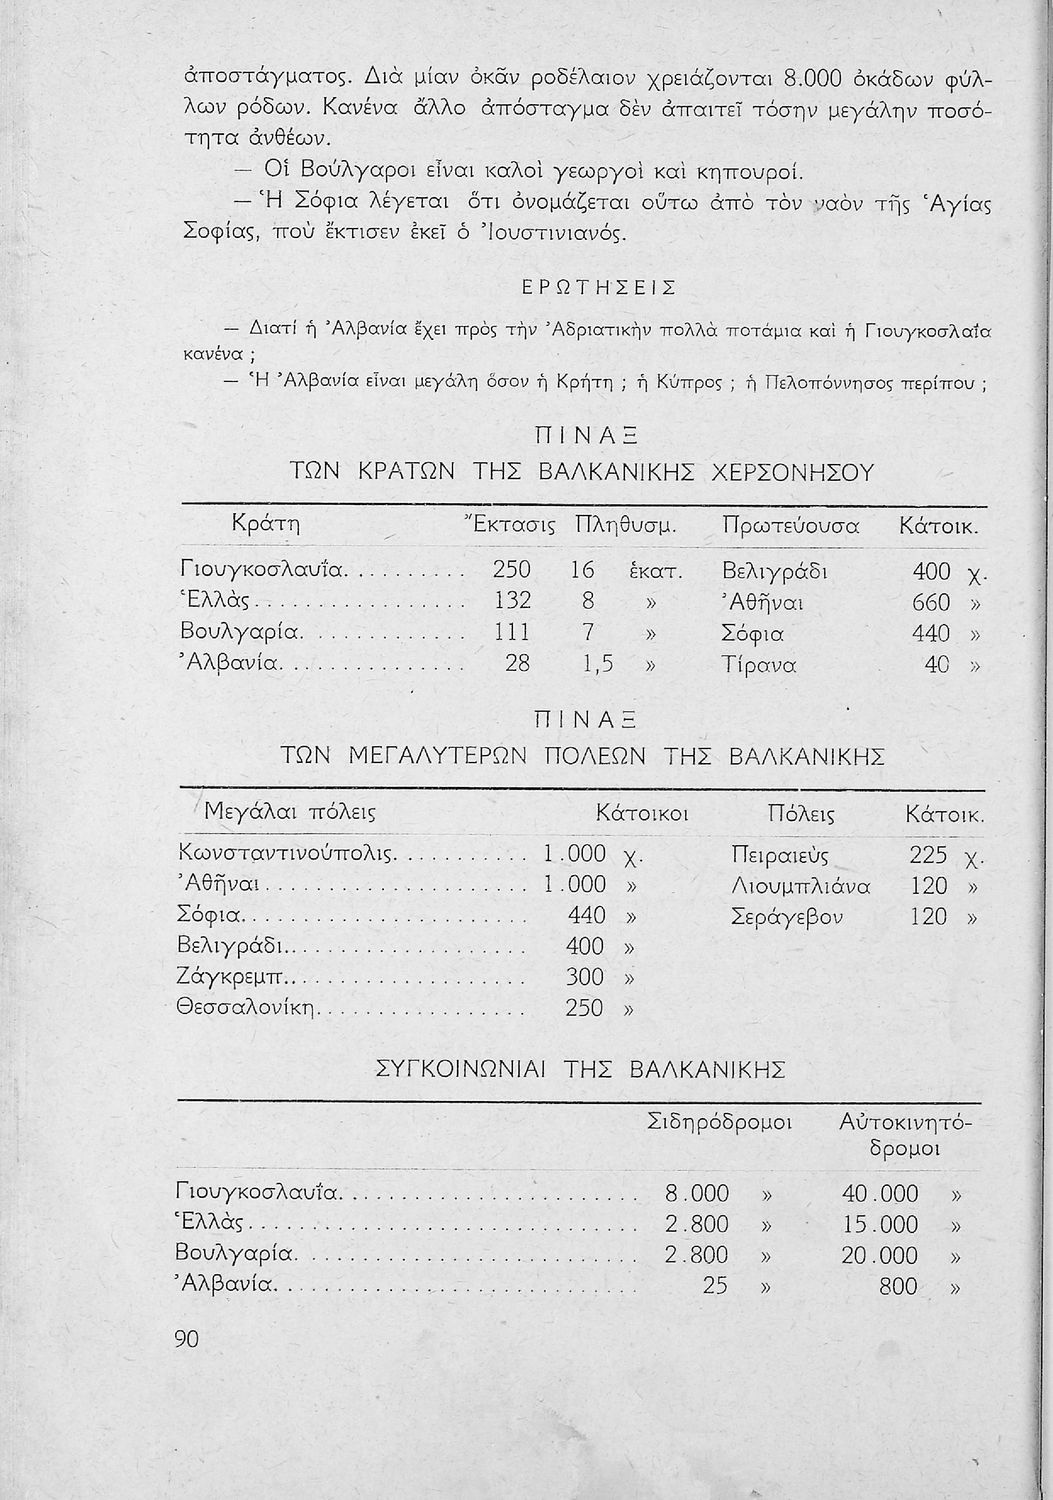 ἀποστάγματος. Διὰ μίαν ὀκᾶν ροδέλαιον χρειάζονται 8.000 ὀκάδων φύλ-
λων ρόδων. Κανένα ἄλλο ἀπόσταγμα δὲν ἀπαιτεῖ τόσην μεγάλην ποσό-
τητα ἀνθέων.
— Οἱ Βούλγαροι εἶναι καλοὶ γεωργοὶ καὶ κηπουροί.
— Ἡ Σόφια λέγεται ὅτι ὀνομάζεται οὕτω ἀπὸ τὸν ναὸν τῆς Ἁγίας
Σοφίας, ποὺ ἔκτισεν ἐκεῖ ὁ Ἰουστινιανός.
ΕΡΩΤΗΣΕΙΣ
— Διατί ἡ Ἀλβανία ἔχει πρὸς τὴν Ἀδριατικὴν πολλὰ ποτάμια καὶ ἡ Γιουγκοσλαΐα
κανένα ;
— Ἡ Ἀλβανία εἶναι μεγάλη ὅσον ἡ Κρήτη ; ἡ Κύπρος ; ἡ Πελοπόννησος περίπου ;
ΠΙΝΑΞ
ΤΩΝ ΚΡΑΤΩΝ ΤΗΣ ΒΑΛΚΑΝΙΚΗΣ ΧΕΡΣΟΝΗΣΟΥ
Κράτη Ἔκτασις Πληθυσμ. Πρωτεύουσα Κάτοικ.
Γιουγκοσλαυΐα. .......... 250 16 ἑκατ. Βελιγράδι 400 χ.
Ἑλλὰς .................. 132 8 » Ἀθῆναι 660 »
Βουλγαρία. ............. 111 7 » Σόφια 440 »
Ἀλβανία. ............... 28 1,5 » Τίρανα 40 »
ΠΙΝΑΞ
ΤΩΝ ΜΕΓΑΛΥΤΕΡΩΝ ΠΟΛΕΩΝ ΤΗΣ ΒΑΛΚΑΝΙΚΗΣ
Μεγάλαι πόλεις Κάτοικοι Πόλεις Κάτοικ.
Κωνσταντινούπολις. ........... 1.000 χ. Πειραιεὺς 225 χ.
Ἀθῆναι ...................... 1.000 » Λιουμπλιάνα 120 »
Σόφια. ....................... 440 » Σεράγεβον 120 »
Βελιγράδι. ................... 400 »
Ζάγκρεμπ. .................... 300 »
Θεσσαλονίκη. ................. 250 »
ΣΥΓΚΟΙΝΩΝΙΑΙ ΤΗΣ ΒΑΛΚΑΝΙΚΗΣ
Σιδηρόδρομοι Αὐτοκινητό-
δρομοι
Γιουγκοσλαυΐα. ........................ 8.000 » 40.000 »
Ἑλλὰς ................................ 2.800 » 15.000 »
Βουλγαρία. ........................... 2.800 » 20.000 »
Ἀλβανία. ............................. 25 » 800 »
90